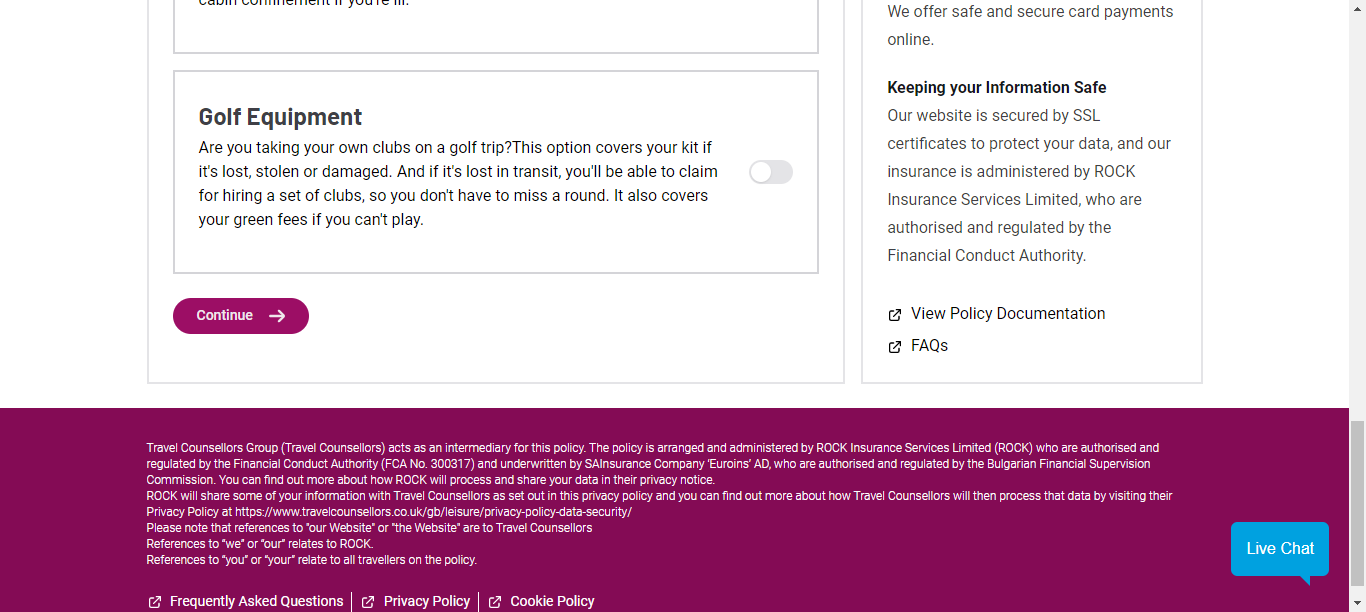 cabin confinement if you're ill.
Golf Equipment
Are you taking your own clubs on a golf trip?This option covers your kit if
it's lost, stolen or damaged. And if it's lost in transit, you'll be able to claim
for hiring a set of clubs, so you don't have to miss a round. It also covers
your green fees if you can't play.
Continue
We offer safe and secure card payments
online.
Keeping your Information Safe
Our website is secured by SSL
certificates to protect your data, and our
insurance is administered by ROCK
Insurance Services Limited, who are
authorised and regulated by the
Financial Conduct Authority.
View Policy Documentation
FAQs
Travel Counsellors Group (Travel Counsellors) acts as an intermediary for this policy. The policy is arranged and administered by ROCK Insurance Services Limited (ROCK) who are authorised and
regulated by the Financial Conduct Authority (FCA No. 300317) and underwritten by SAInsurance Company ‘Euroins’ AD, who are authorised and regulated by the Bulgarian Financial Supervision
Commission. You can find out more about how ROCK will process and share your data in their privacy notice.
ROCK will share some of your information with Travel Counsellors as set out in this privacy policy and you can find out more about how Travel Counsellors will then process that data by visiting their
Privacy Policy at https://www.travelcounsellors.co.uk/gb/leisure/privacy-policy-data-security/
Please note that references to "our Website" or "the Website" are to Travel Counsellors
References to “we” or “our” relates to ROCK.
References to “you” or “your” relate to all travellers on the policy.
Live Chat
Frequently Asked Questions
Privacy Policy
Cookie Policy